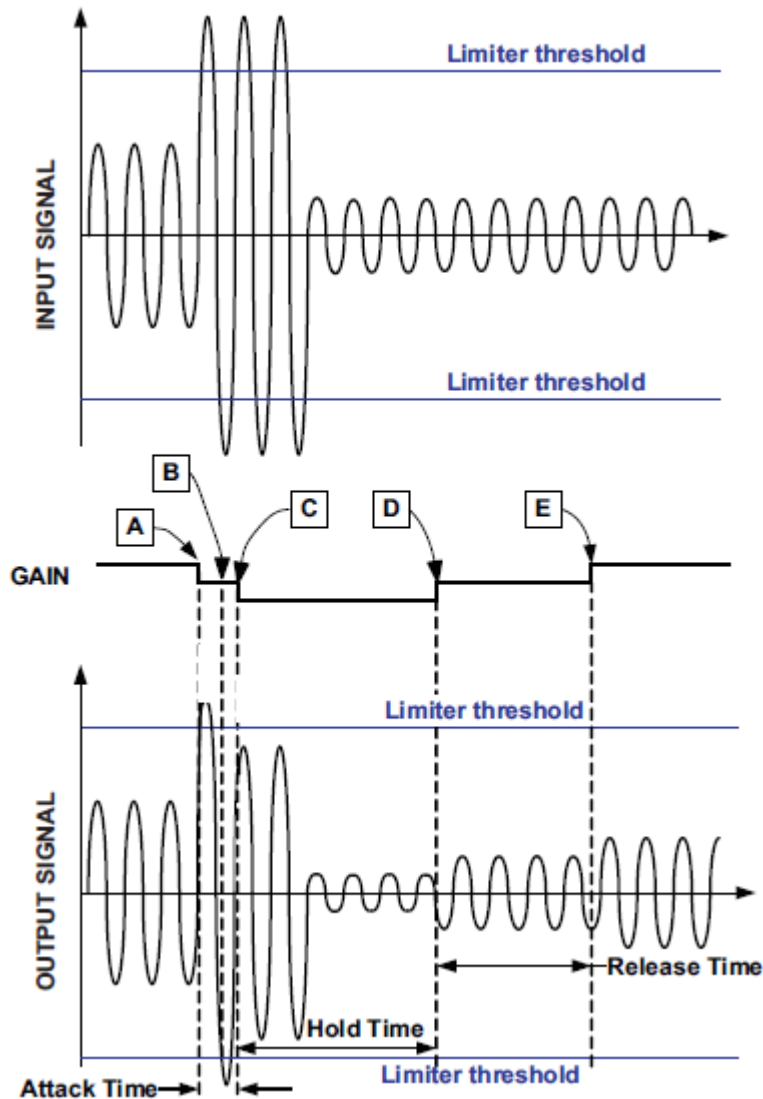 Limiter threshold
INPUT SIGNAL
Limiter threshold
B
A
C
D
E
GAIN
Limiter threshold
OUTPUT SIGNAL
Release Time
Hold Time
Attack Time
Limiter threshold